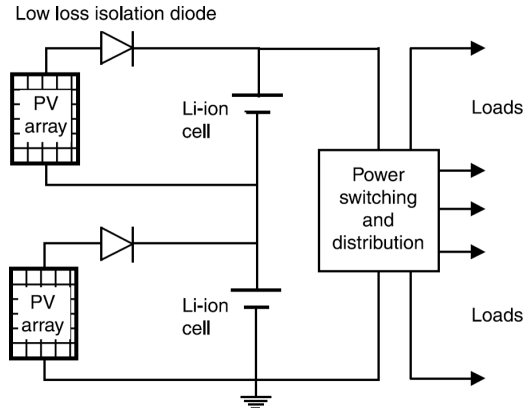 Low loss isolation diode
PV
array
Li-ion
cell
Loads
Power
switching
and
distribution
PV
array
Li-ion
cell
Loads